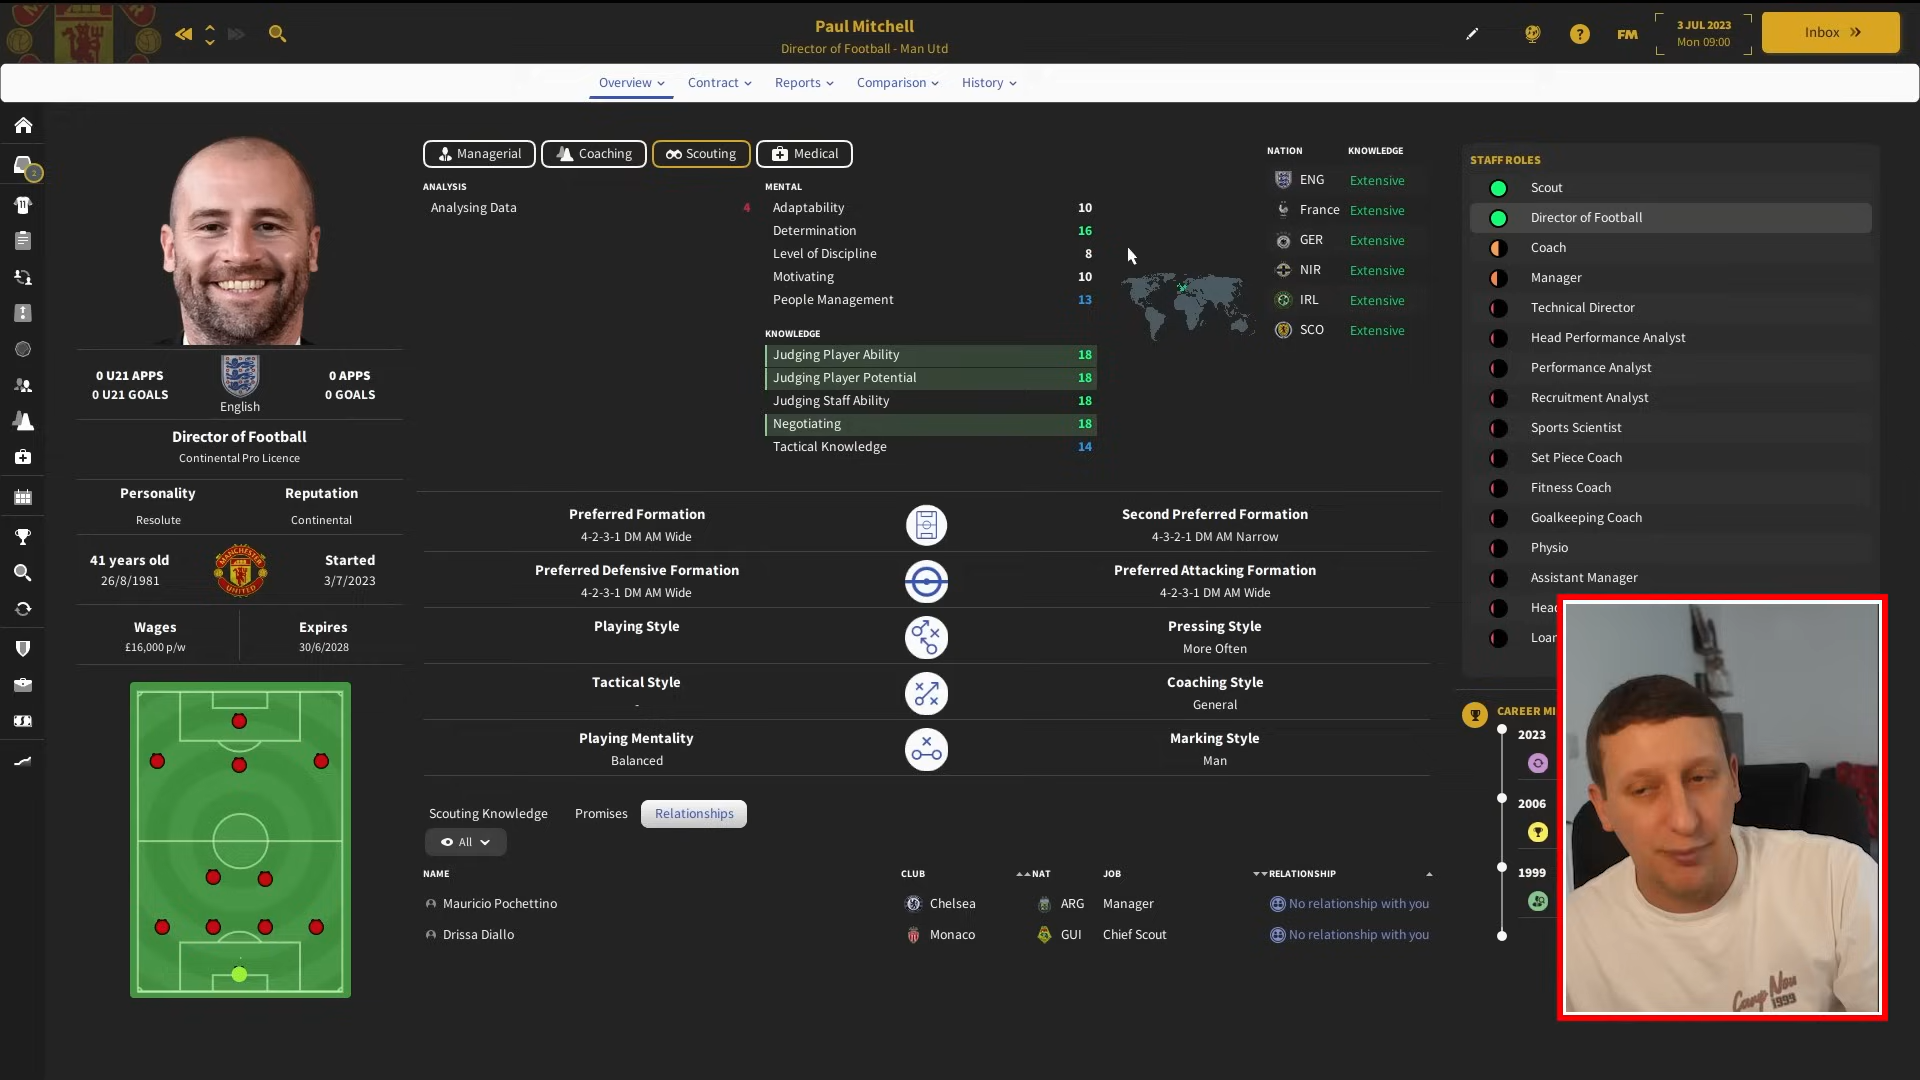 Paul Mitchell
Director of Football - Man Utd
?
FM
3 JUL 2023
Mon 09:00
Inbox
Overview
Contract
Reports
Comparison
History
2
0 U21 APPS
0 U21 GOALS
English
0 APPS
0 GOALS
Director of Football
Continental Pro Licence
Personality
Resolute
Reputation
Continental
41 years old
26/8/1981
Started
3/7/2023
Wages
£16,000 p/w
Expires
30/6/2028
Managerial
Coaching
Scouting
Medical
ANALYSIS
Analysing Data 4
MENTAL
Adaptability 10
Determination 16
Level of Discipline 8
Motivating 10
People Management 13
KNOWLEDGE
Judging Player Ability 18
Judging Player Potential 18
Judging Staff Ability 18
Negotiating 18
Tactical Knowledge 14
NATION KNOWLEDGE
ENG Extensive
France Extensive
GER Extensive
NIR Extensive
IRL Extensive
SCO Extensive
STAFF ROLES
Scout
Director of Football
Coach
Manager
Technical Director
Head Performance Analyst
Performance Analyst
Recruitment Analyst
Sports Scientist
Set Piece Coach
Fitness Coach
Goalkeeping Coach
Physio
Assistant Manager
Head
Loan
Preferred Formation
4-2-3-1 DM AM Wide
Second Preferred Formation
4-3-2-1 DM AM Narrow
Preferred Defensive Formation
4-2-3-1 DM AM Wide
Preferred Attacking Formation
4-2-3-1 DM AM Wide
Playing Style
Pressing Style
More Often
Tactical Style
-
Coaching Style
General
Playing Mentality
Balanced
Marking Style
Man
CAREER MI
2023
2006
1999
Scouting Knowledge
Promises
Relationships
All
NAME CLUB NAT JOB RELATIONSHIP
Mauricio Pochettino Chelsea ARG Manager No relationship with you
Drissa Diallo Monaco GUI Chief Scout No relationship with you
Camp Nou
1999